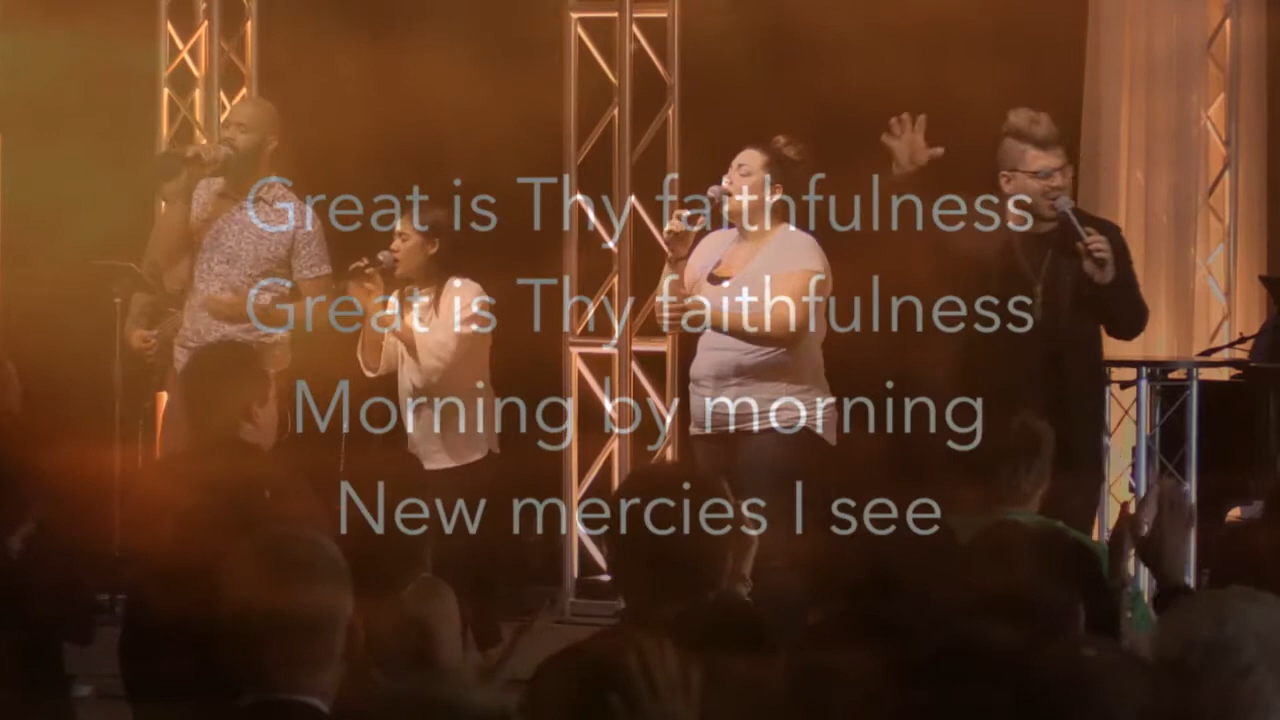 Great is Thy faithfulness
Great is Thy faithfulness
Morning by morning
New mercies I see